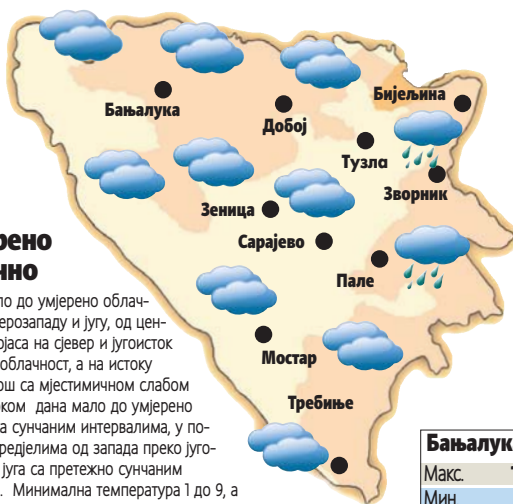 Бањалука
Добој
Бијељина
Тузла
Зворник
Зеница
Сарајево
Пале
Мостар
Требиње
рено
чно
ло до умјерено облач-
ерозападу и југу, од цен-
ојаса на сјевер и југоисток
облачност, а на истоку
рш са мјестимичном слабом
ком дана мало до умјерено
а сунчаним интервалима, у по-
редјелима од запада преко југо-
југа са претежно сунчаним
. Минимална температура 1 до 9, а
Бањалук
Макс.
Мин